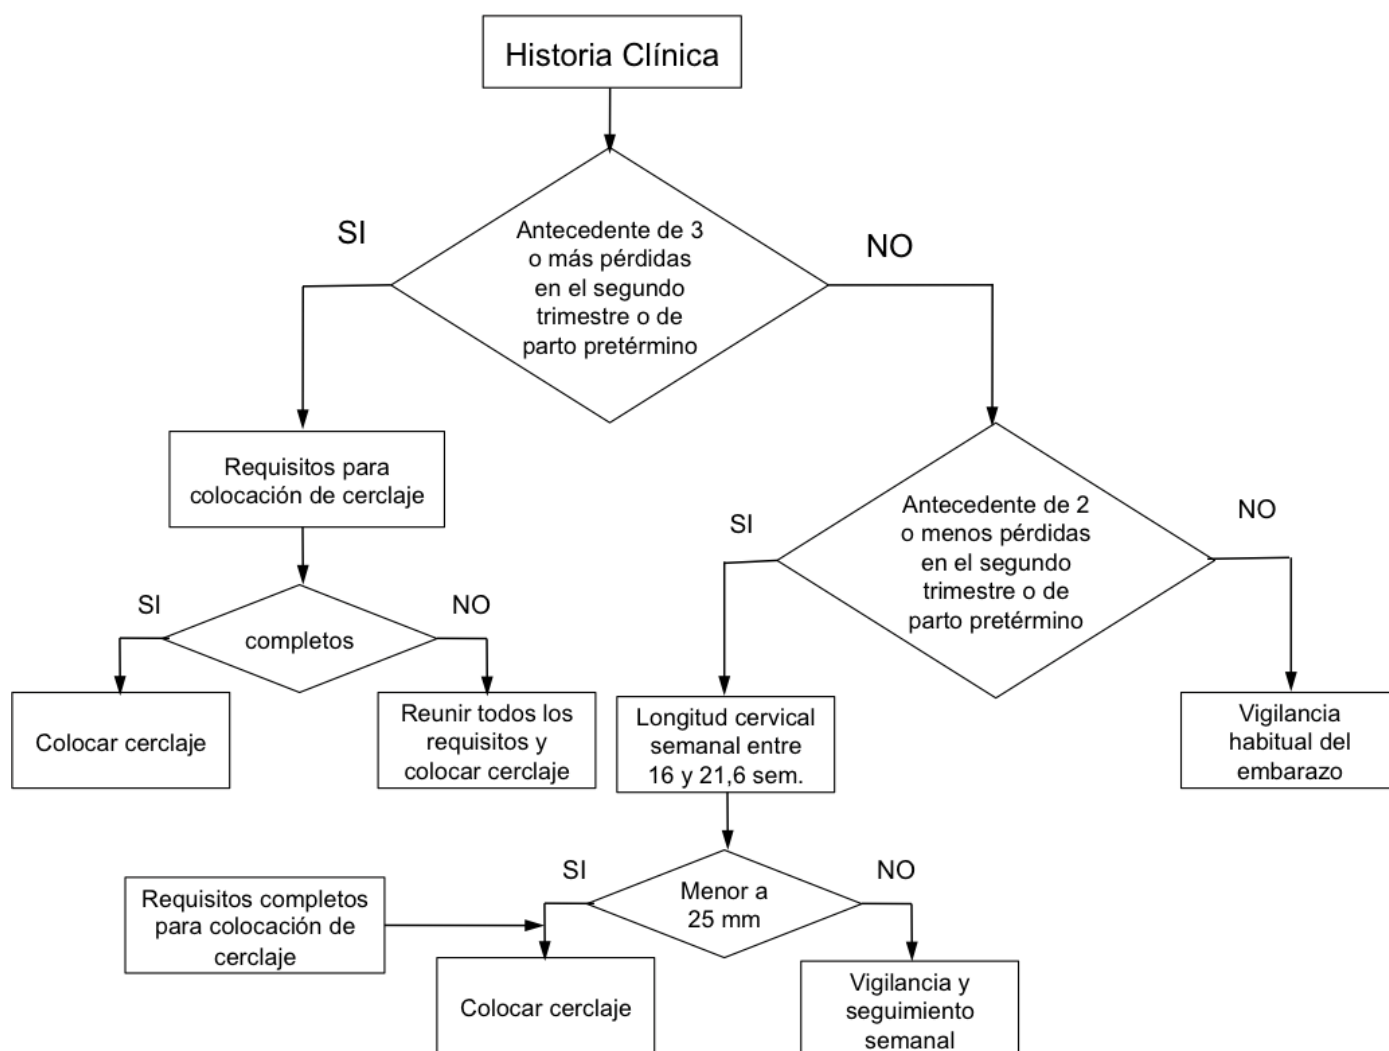 Historia Clínica
SI
Antecedente de 3
o más pérdidas
en el segundo
trimestre o de
parto pretérmino
NO
Requisitos para
colocación de cerclaje
SI
Antecedente de 2
o menos pérdidas
en el segundo
trimestre o de
parto pretérmino
NO
SI
completos
NO
Colocar cerclaje
Reunir todos los
requisitos y
colocar cerclaje
Longitud cervical
semanal entre
16 y 21,6 sem.
Vigilancia
habitual del
embarazo
SI
Menor a
25 mm
NO
Requisitos completos
para colocación de
cerclaje
Colocar cerclaje
Vigilancia y
seguimiento
semanal